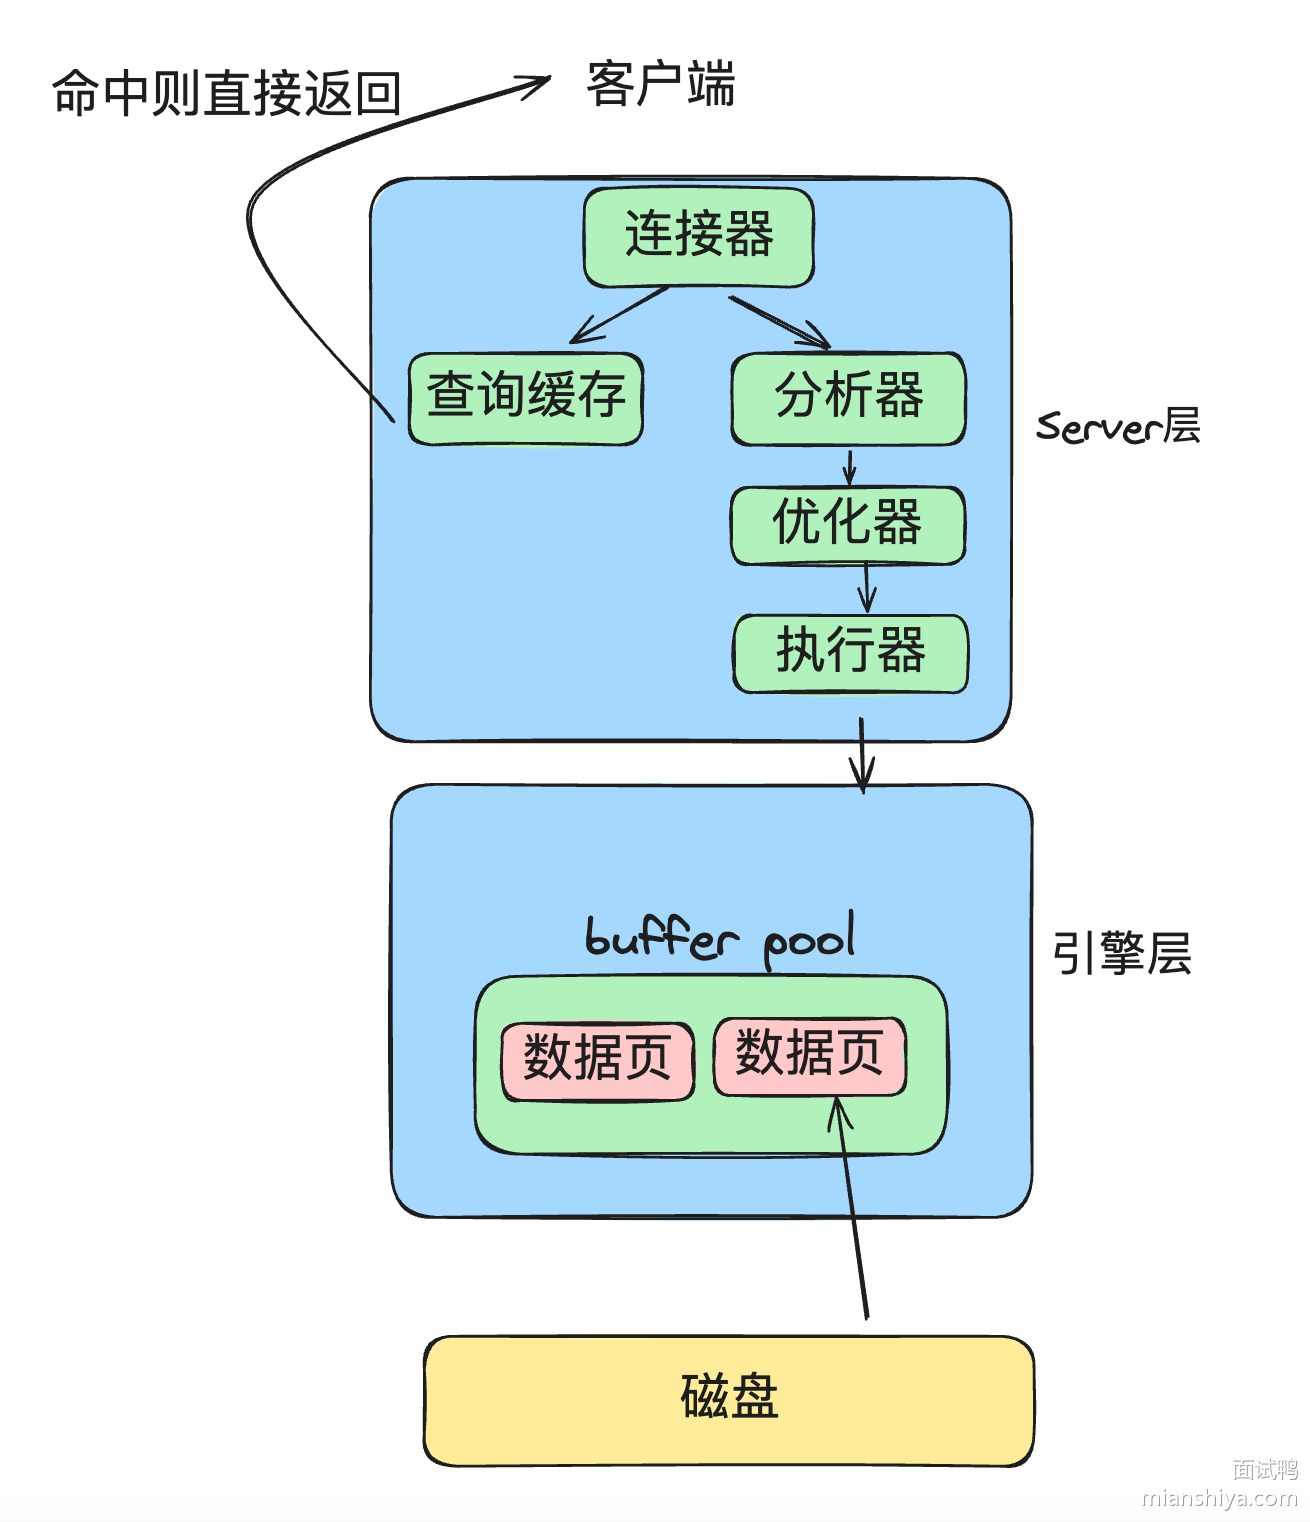 命中则直接返回
客户端
连接器
查询缓存
分析器
Server层
优化器
执行器
buffer pool
引擎层
数据页
数据页
磁盘
面试鸭
mianshiya.com